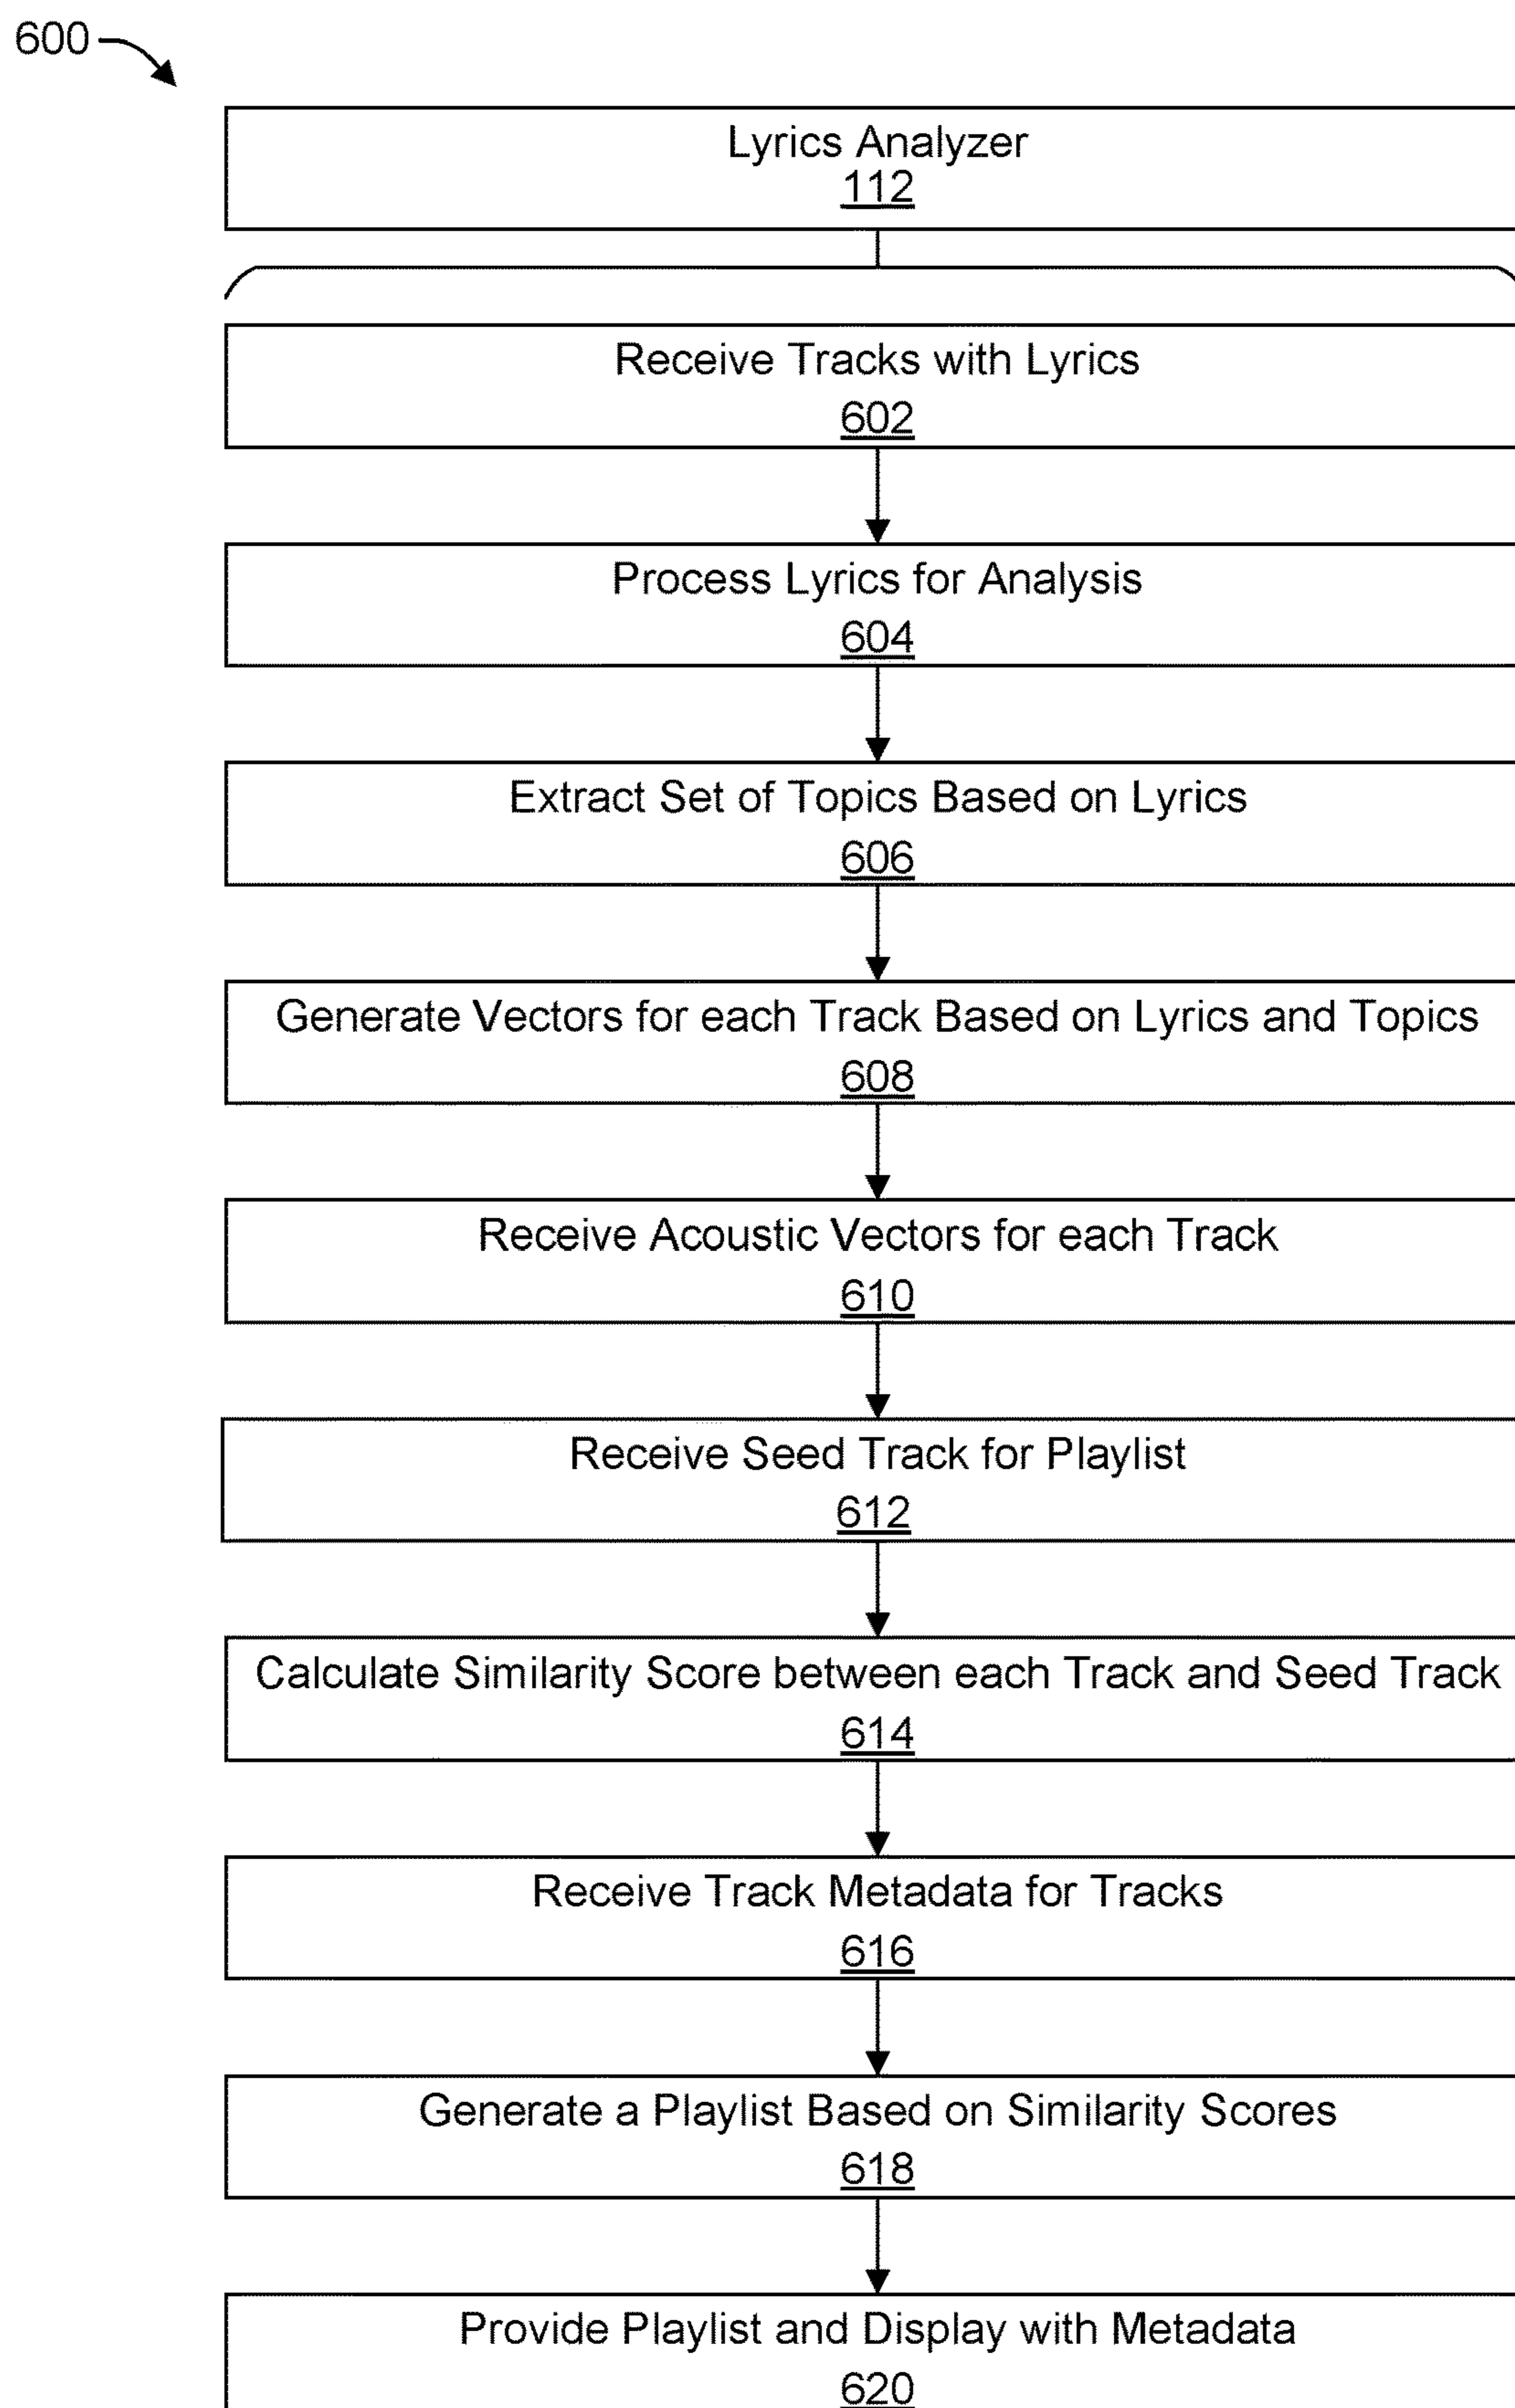 600
Lyrics Analyzer
112
Receive Tracks with Lyrics
602
Process Lyrics for Analysis
604
Extract Set of Topics Based on Lyrics
606
Generate Vectors for each Track Based on Lyrics and Topics
608
Receive Acoustic Vectors for each Track
610
Receive Seed Track for Playlist
612
Calculate Similarity Score between each Track and Seed Track
614
Receive Track Metadata for Tracks
616
Generate a Playlist Based on Similarity Scores
618
Provide Playlist and Display with Metadata
620